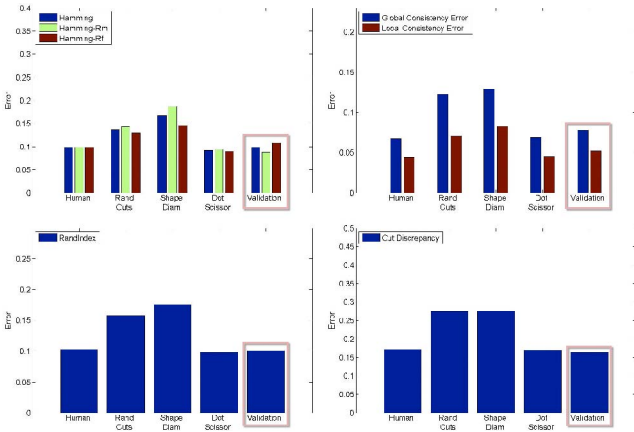 0.4
0.35
0.3
0.25
0.2
0.15
0.1
0.05
0
Error
Hamming
Hamming-Rm
Hamming-Rf
Human
Rand Cuts
Shape Diam
Dot Scissor
Validation
0.2
0.15
0.1
0.05
0
Error
Global Consistency Error
Local Consistency Error
Human
Rand Cuts
Shape Diam
Dot Scissor
Validation
0.3
0.25
0.2
0.15
0.1
0.05
0
Error
RandIndex
Human
Rand Cuts
Shape Diam
Dot Scissor
Validation
0.5
0.45
0.4
0.35
0.3
0.25
0.2
0.15
0.1
0.05
0
Error
Cut Discrepancy
Human
Rand Cuts
Shape Diam
Dot Scissor
Validation